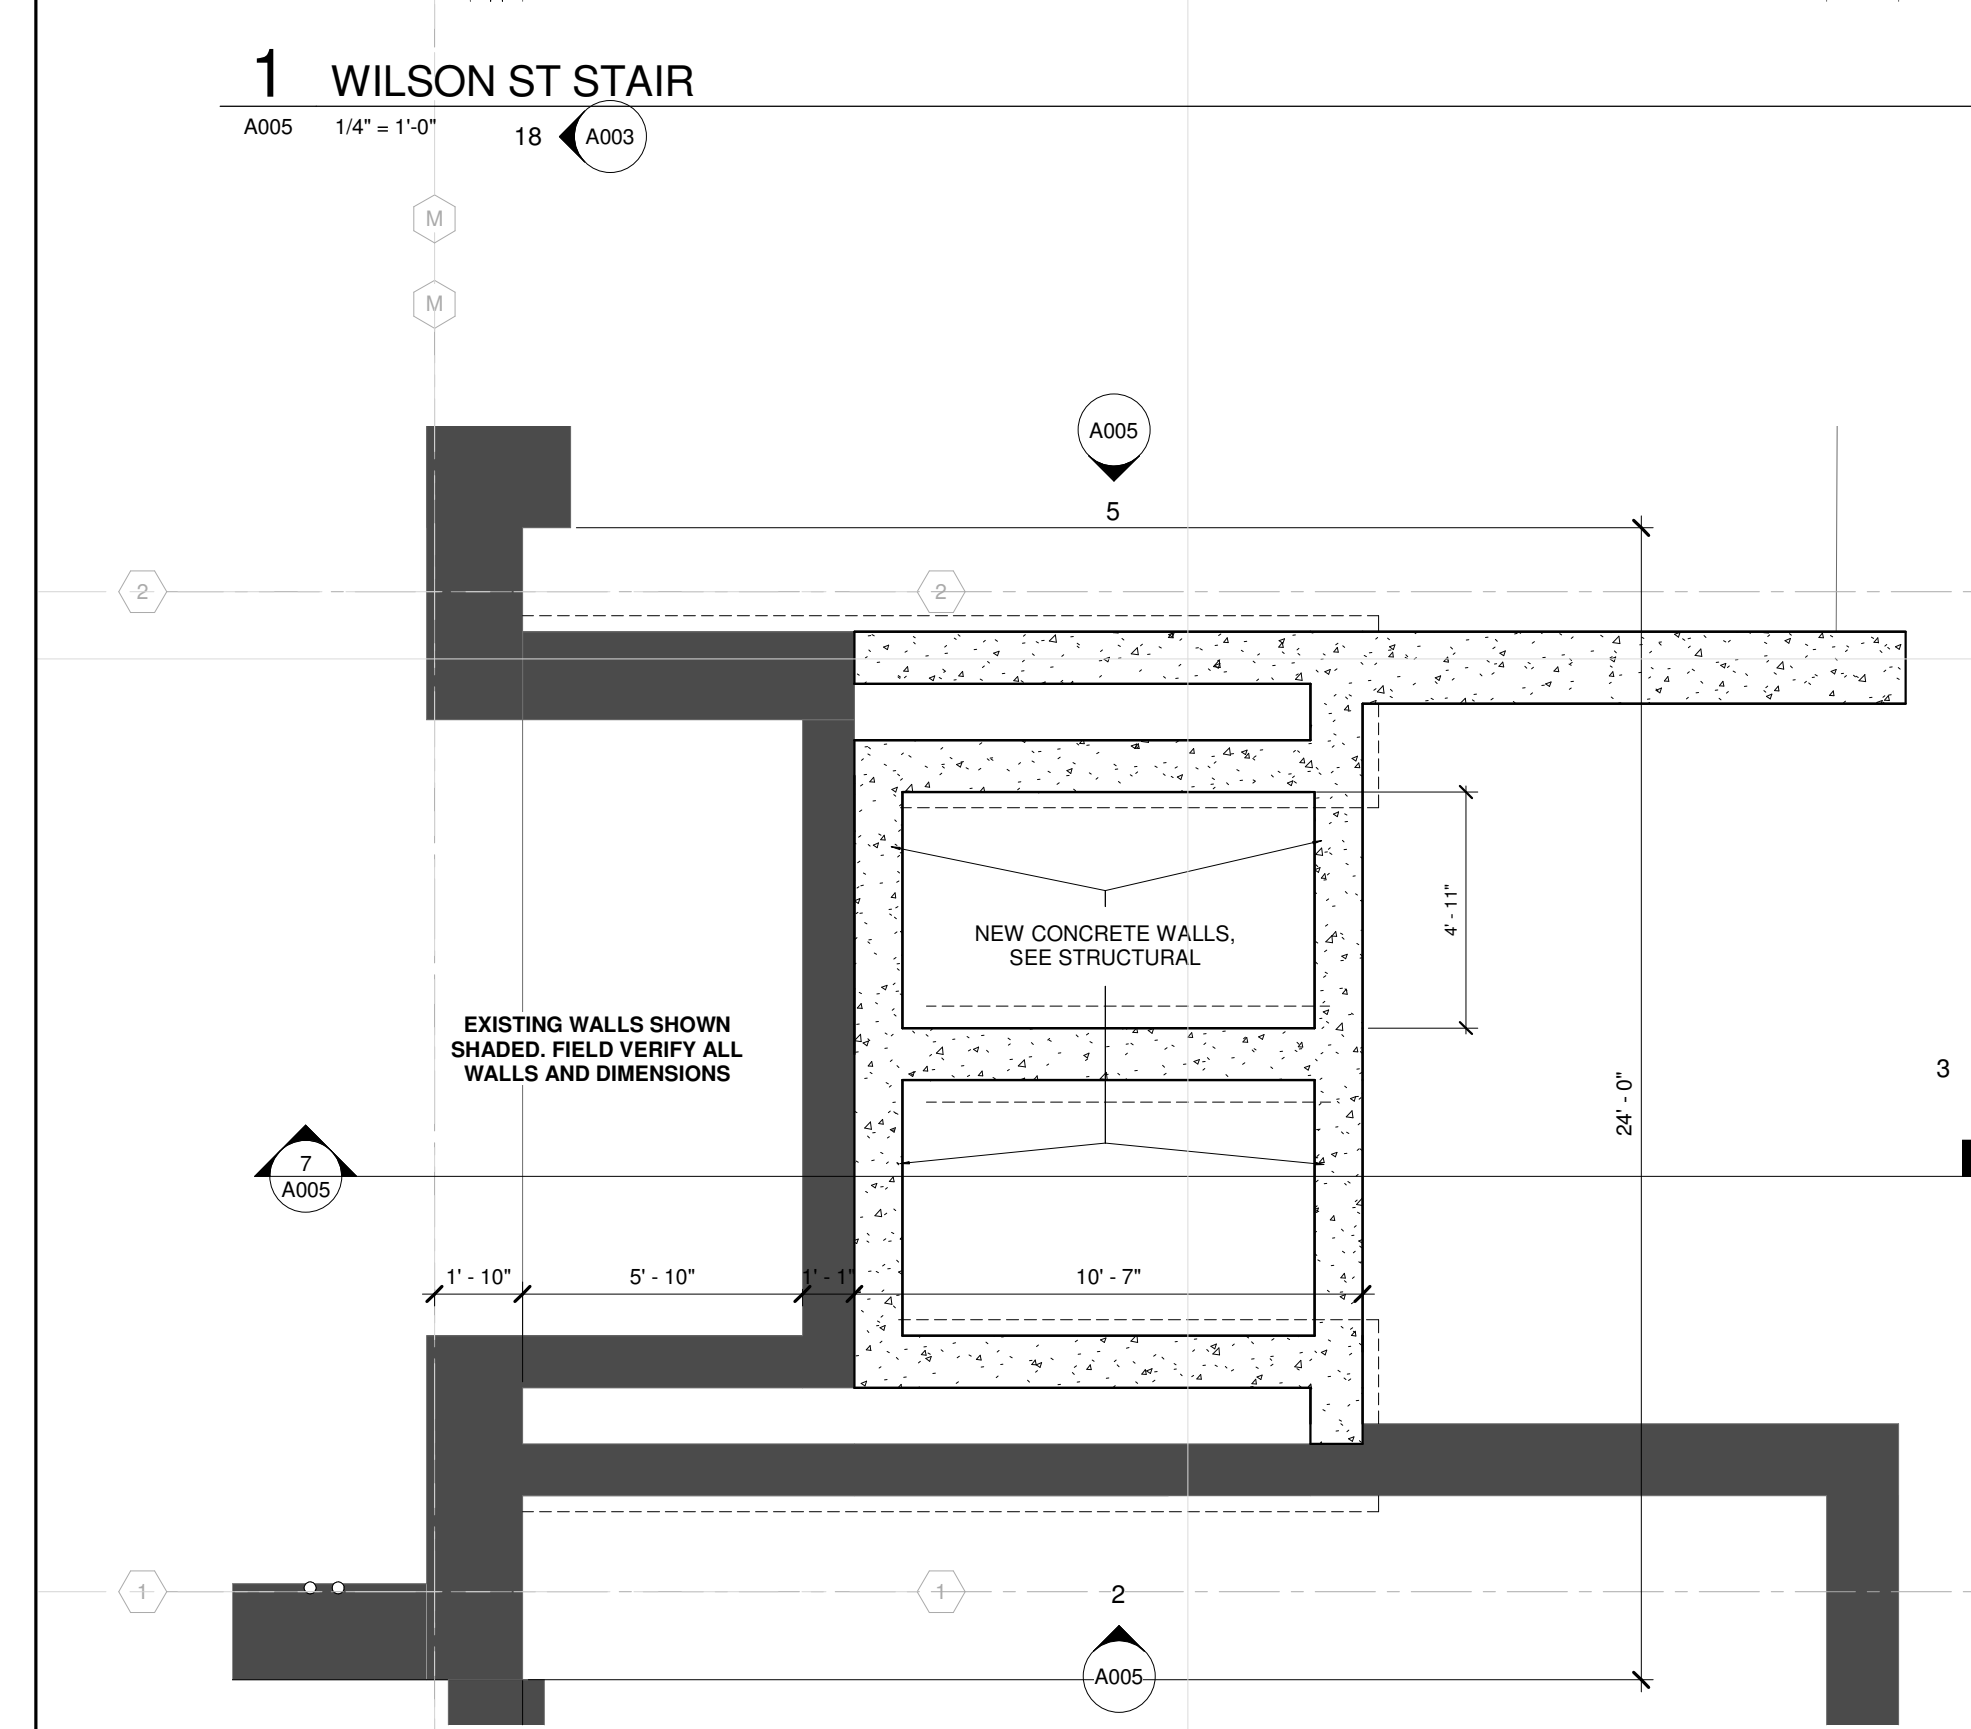 1 WILSON ST STAIR
A005 1/4" = 1'-0"
18 A003
M
M
A005
5
2 2
4' - 11"
NEW CONCRETE WALLS,
SEE STRUCTURAL
EXISTING WALLS SHOWN
SHADED. FIELD VERIFY ALL
WALLS AND DIMENSIONS
24' - 0"
3
7
A005
1' - 10" 5' - 10" 1' - 1" 10' - 7"
1 1
2
A005